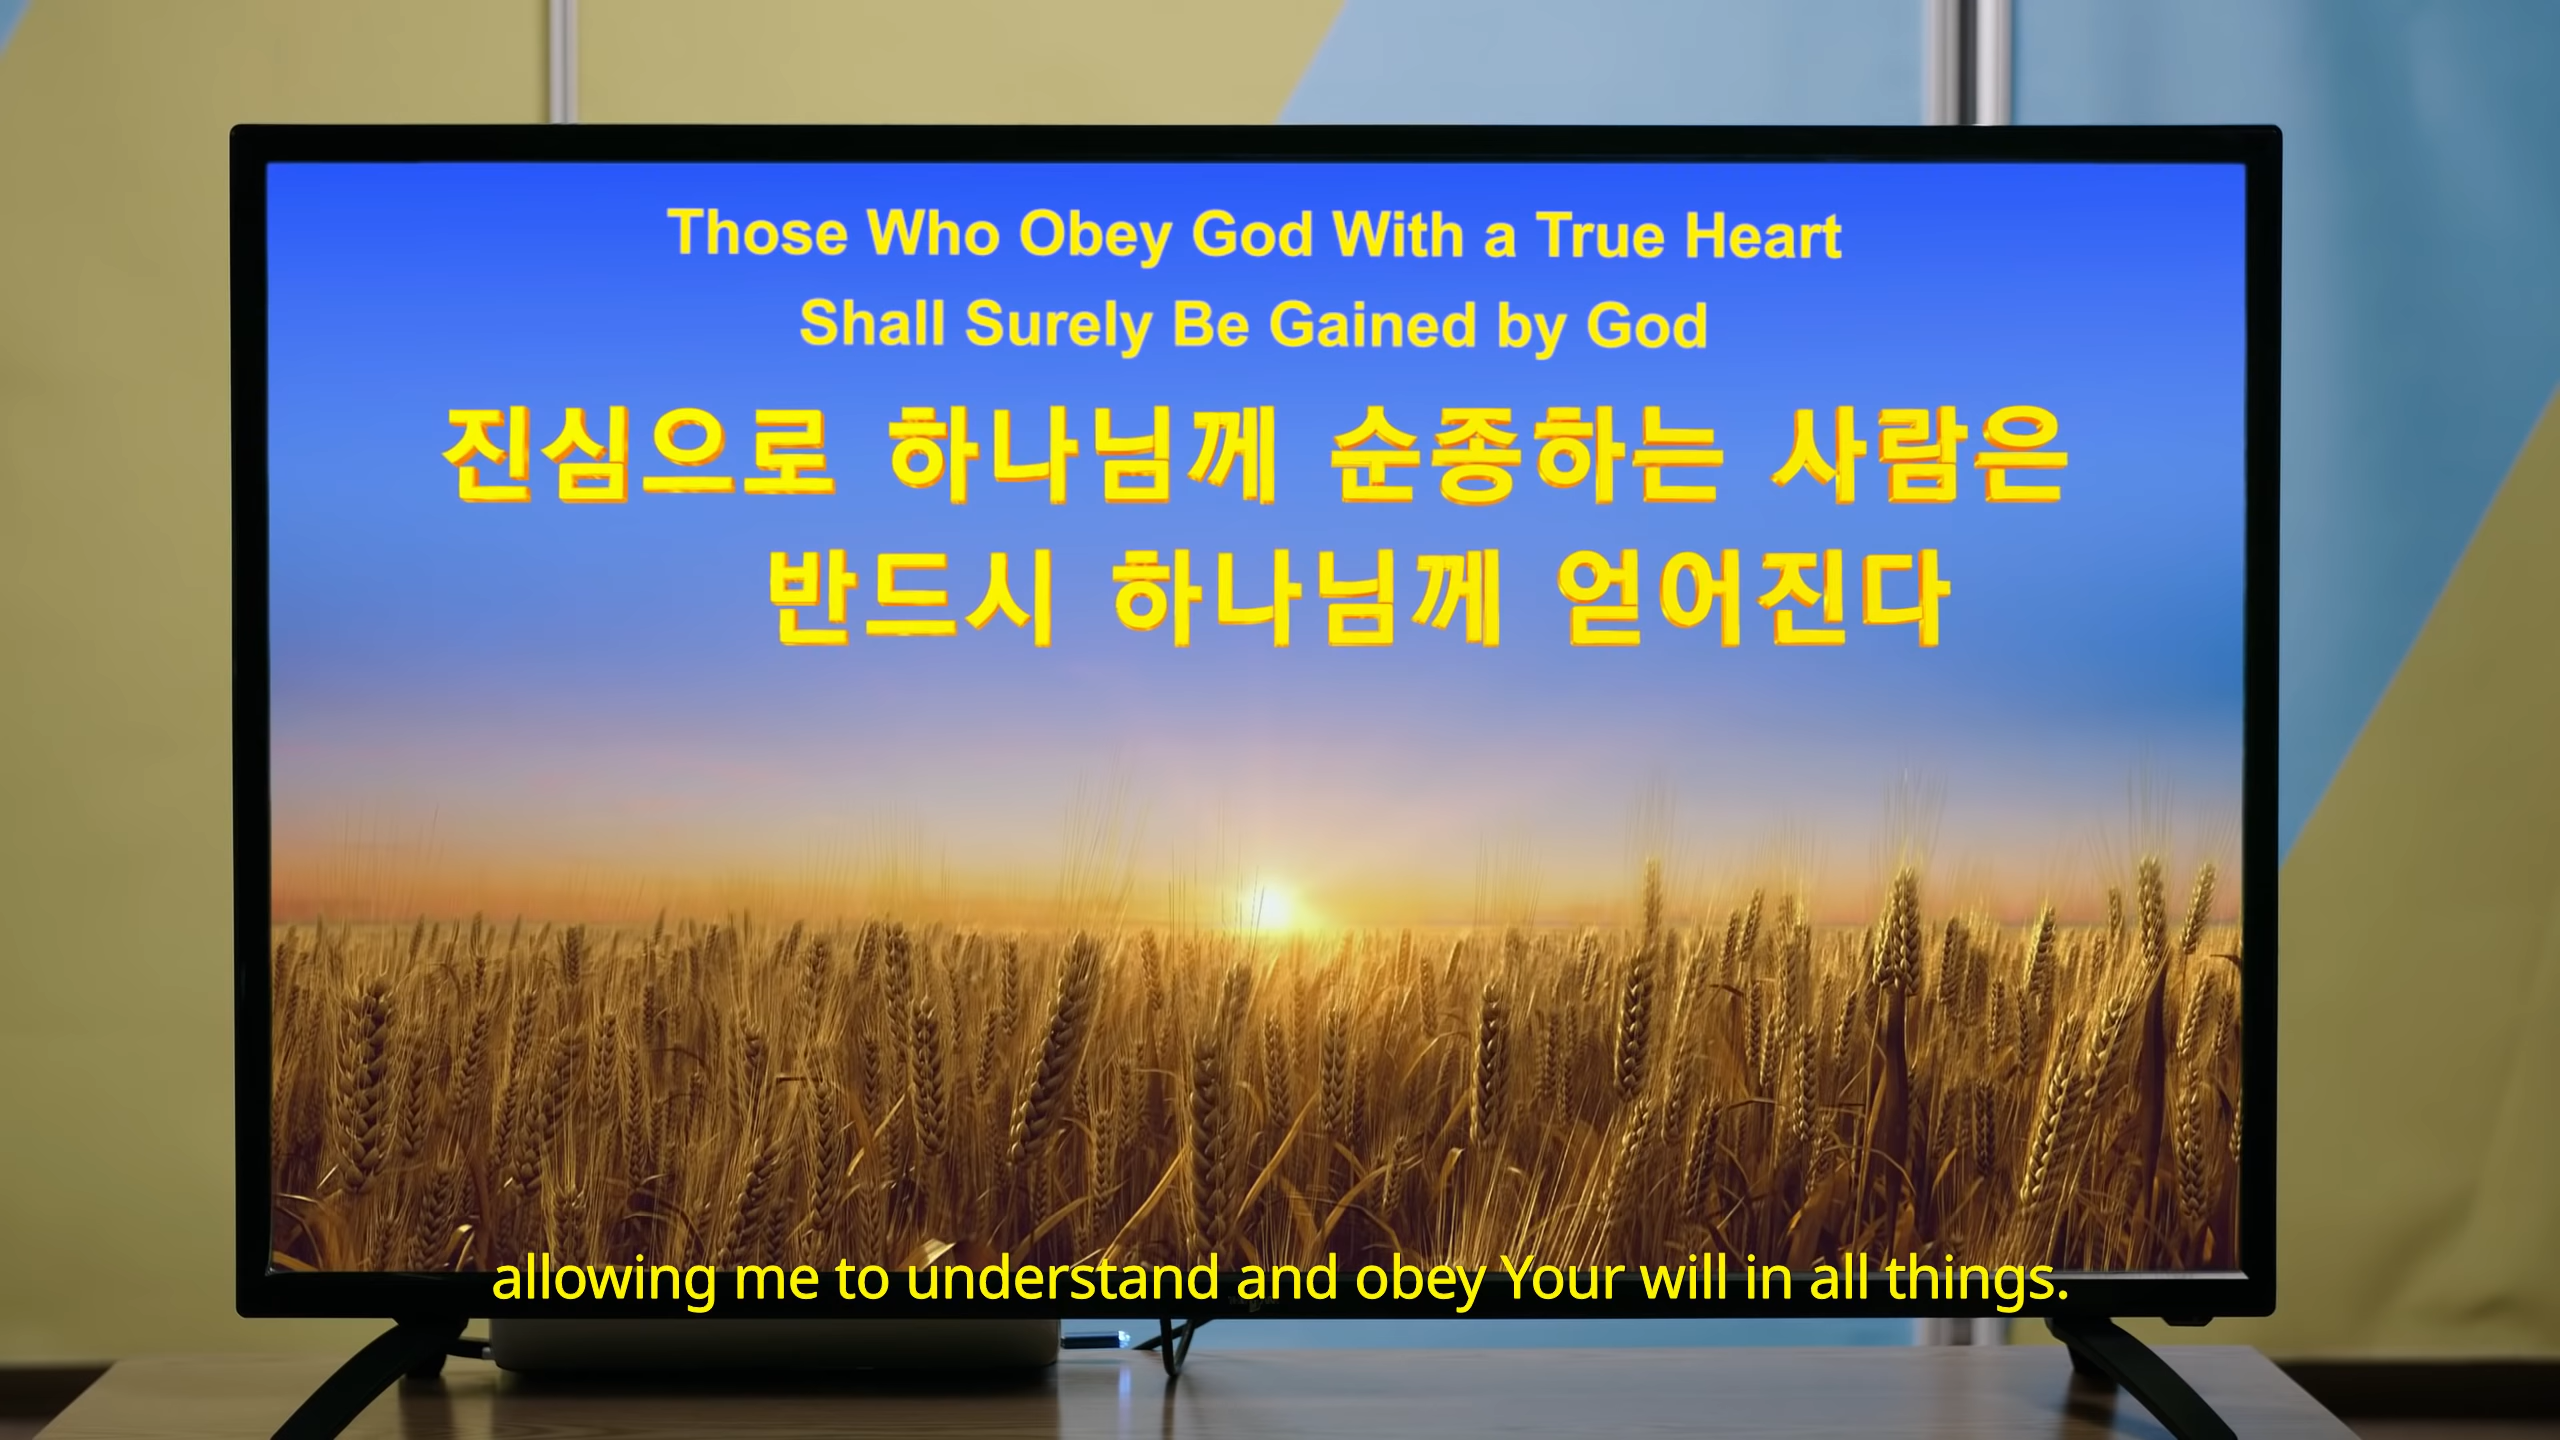 Those Who Obey God With a True Heart
Shall Surely Be Gained by God
진심으로 하나님께 순종하는 사람은
반드시 하나님께 얻어진다
allowing me to understand and obey Your will in all things.